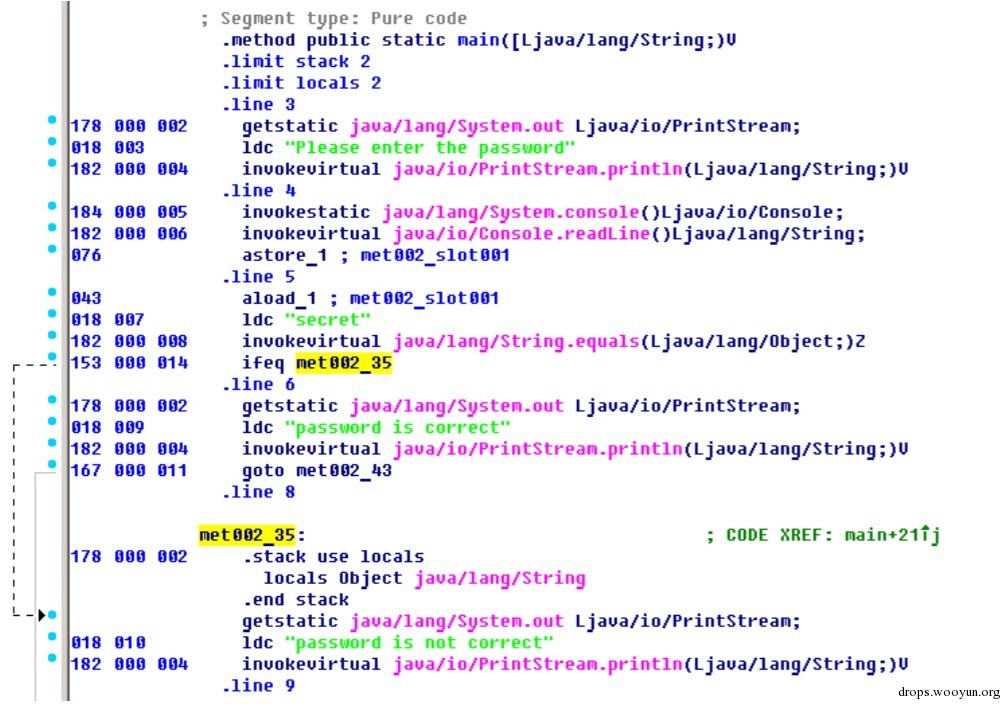 ; Segment type: Pure code
.method public static main([Ljava/lang/String;)V
.limit stack 2
.limit locals 2
.line 3
178 000 002 getstatic java/lang/System.out Ljava/io/PrintStream;
018 003 ldc "Please enter the password"
182 000 004 invokevirtual java/io/PrintStream.println(Ljava/lang/String;)V
.line 4
184 000 005 invokestatic java/lang/System.console()Ljava/io/Console;
182 000 006 invokevirtual java/io/Console.readLine()Ljava/lang/String;
076 astore_1 ; met002_slot001
.line 5
043 aload_1 ; met002_slot001
018 007 ldc "secret"
182 000 008 invokevirtual java/lang/String.equals(Ljava/lang/Object;)Z
153 000 014 ifeq met002_35
.line 6
178 000 002 getstatic java/lang/System.out Ljava/io/PrintStream;
018 009 ldc "password is correct"
182 000 004 invokevirtual java/io/PrintStream.println(Ljava/lang/String;)V
167 000 011 goto met002_43
.line 8
met002_35: ; CODE XREF: main+21↑j
178 000 002 .stack use locals
locals Object java/lang/String
.end stack
getstatic java/lang/System.out Ljava/io/PrintStream;
018 010 ldc "password is not correct"
182 000 004 invokevirtual java/io/PrintStream.println(Ljava/lang/String;)V
.line 9
drops.wooyun.org